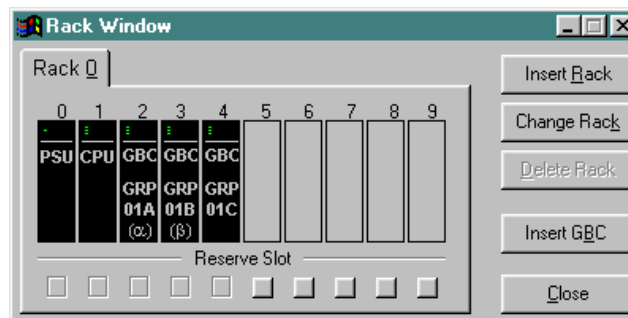 Rack Window
Rack 0
0 1 2 3 4 5 6 7 8 9
PSU CPU GBC GBC GBC
GRP GRP GRP
01A 01B 01C
(α) (β)
Reserve Slot
Insert Rack
Change Rack
Delete Rack
Insert GBC
Close